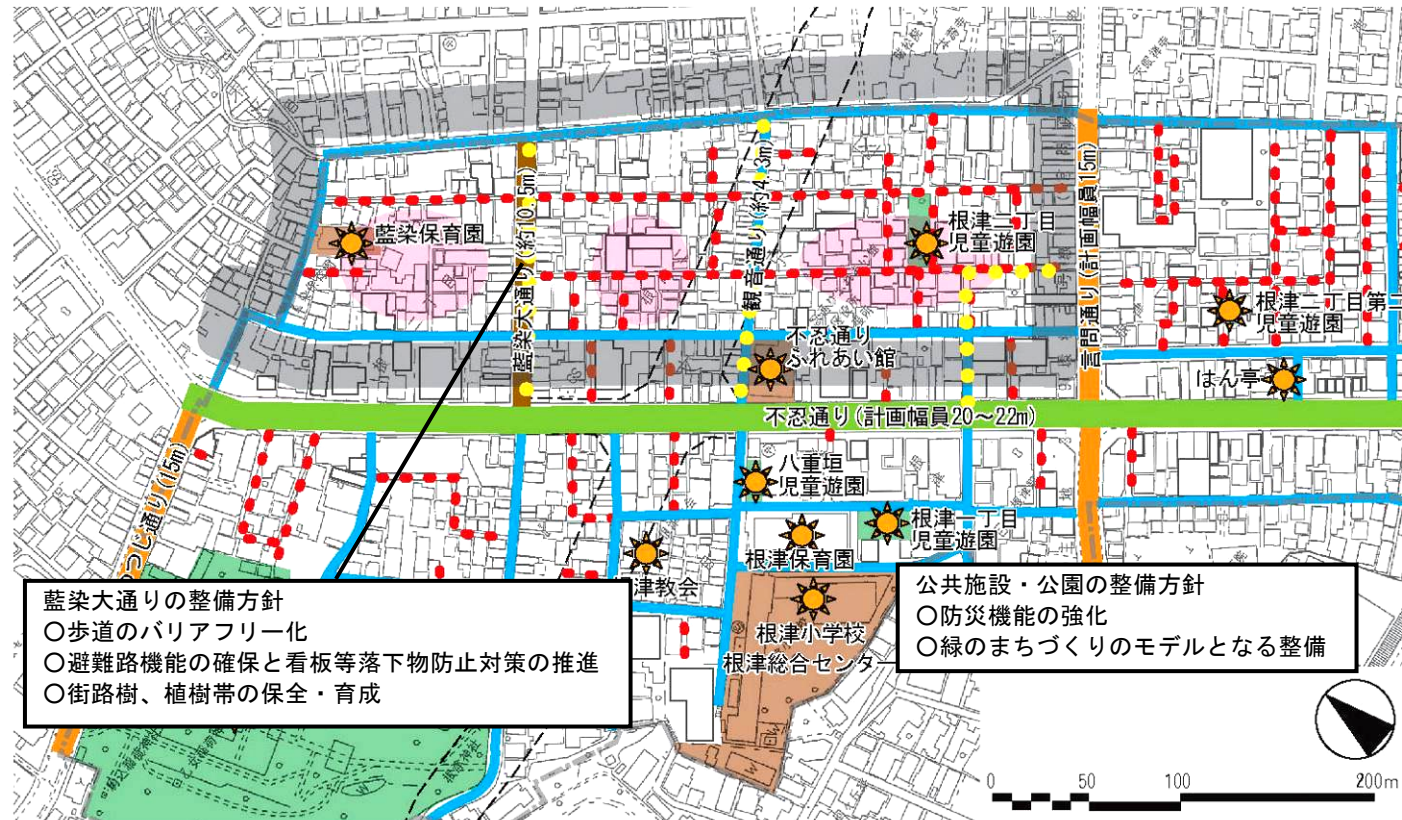 藍染保育園
藍染大通り(約10.5m)
観音通り(約4.3m)
根津二丁目
児童遊園
言問通り(計画幅員15m)
根津二丁目第二
児童遊園
不忍通り
ふれあい館
はん亭
不忍通り(計画幅員20～22m)
つつじ通り(15m)
八重垣
児童遊園
根津一丁目
児童遊園
根津保育園
津教会
根津小学校
根津総合センター
藍染大通りの整備方針
○歩道のバリアフリー化
○避難路機能の確保と看板等落下物防止対策の推進
○街路樹、植樹帯の保全・育成
公共施設・公園の整備方針
○防災機能の強化
○緑のまちづくりのモデルとなる整備
0 50 100 200m